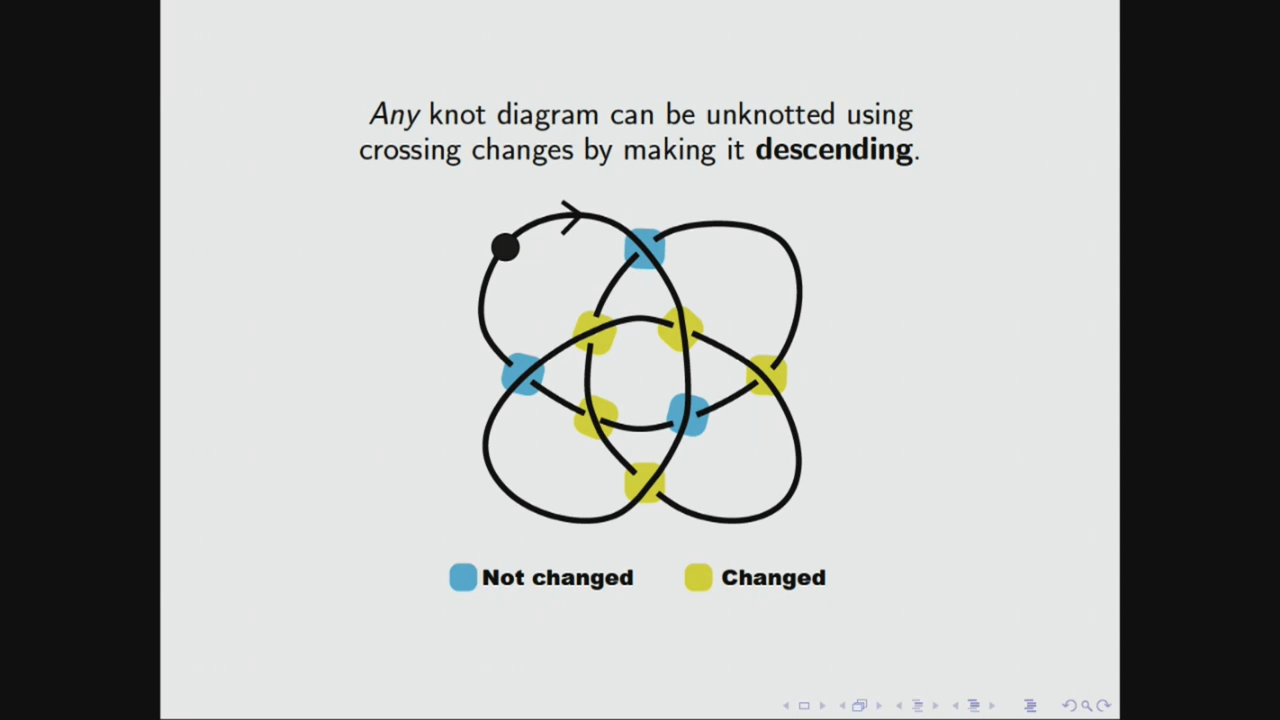 Any knot diagram can be unknotted using
crossing changes by making it descending.
Not changed
Changed